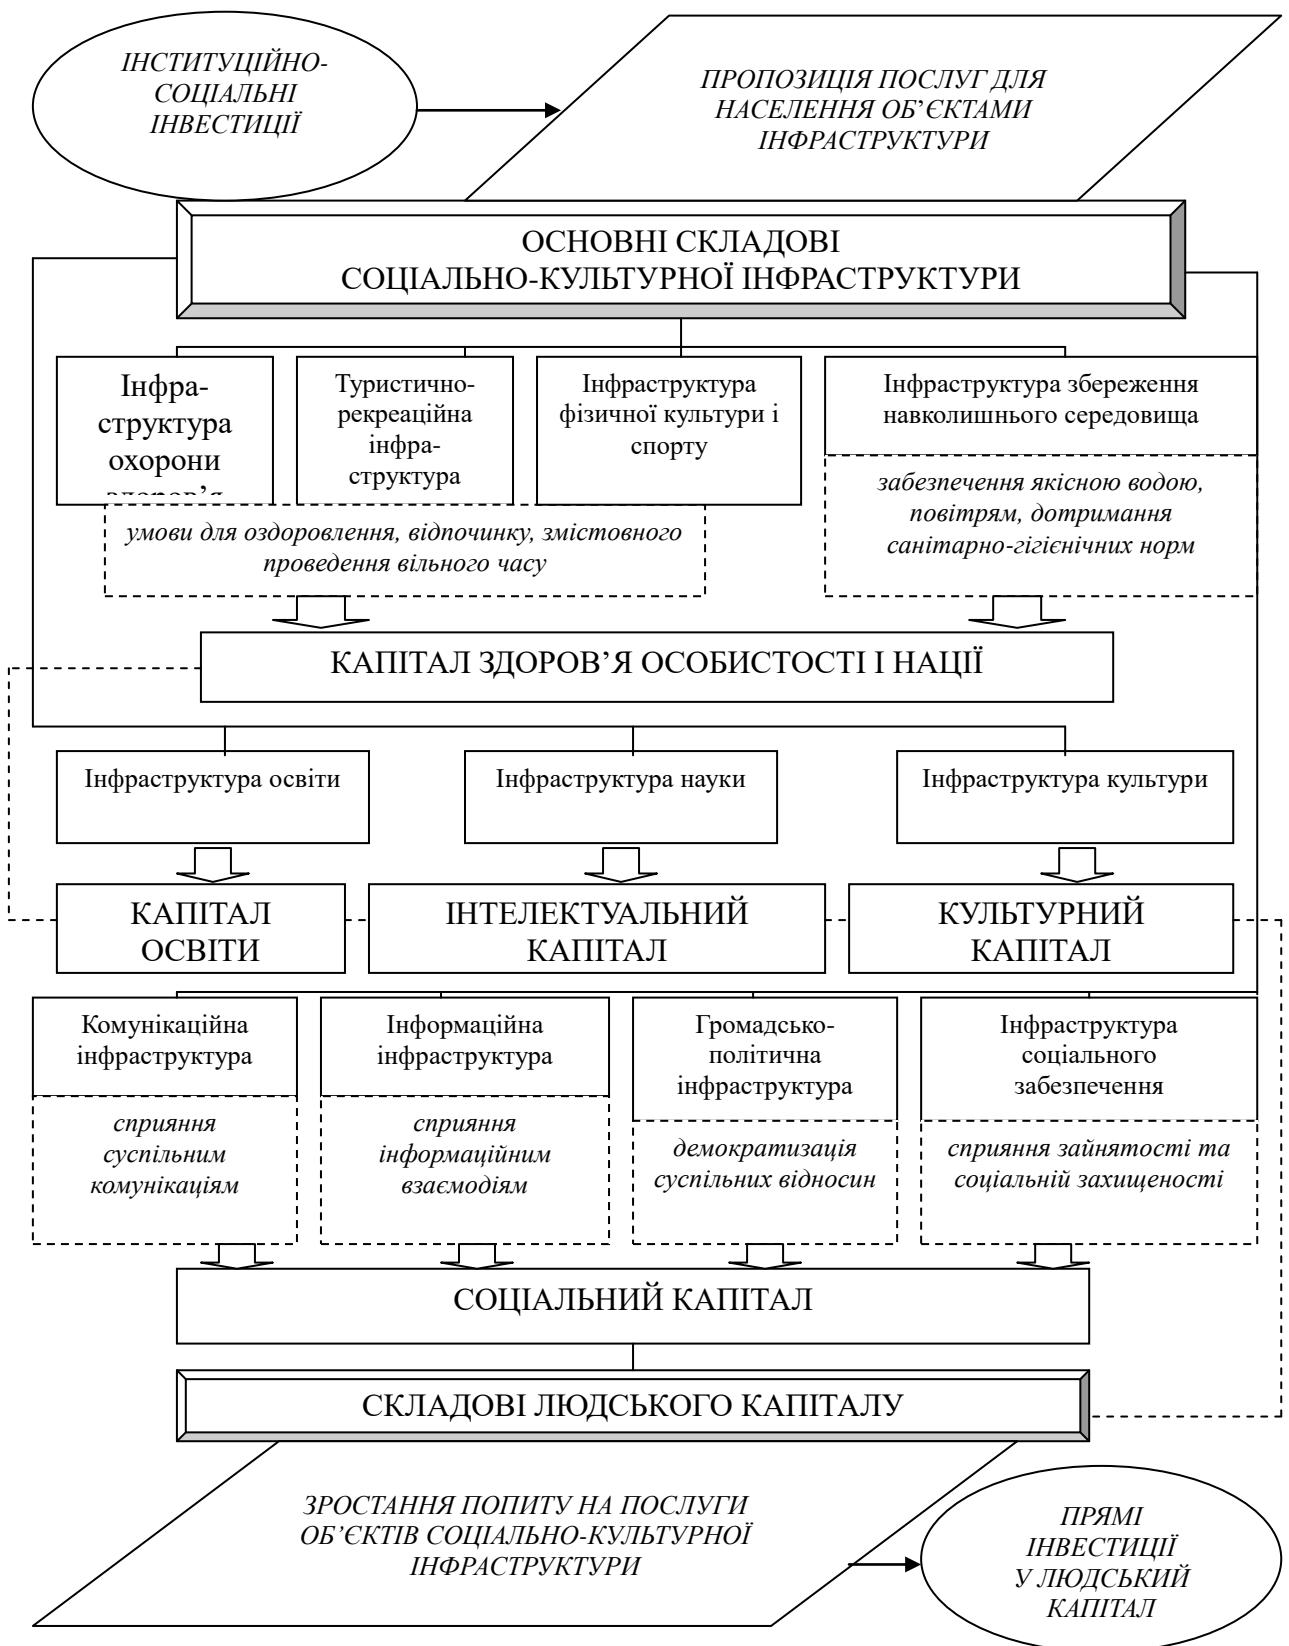 ІНСТИТУЦІЙНО-
СОЦІАЛЬНІ
ІНВЕСТИЦІЇ
ПРОПОЗИЦІЯ ПОСЛУГ ДЛЯ
НАСЕЛЕННЯ ОБ’ЄКТАМИ
ІНФРАСТРУКТУРИ
ОСНОВНІ СКЛАДОВІ
СОЦІАЛЬНО-КУЛЬТУРНОЇ ІНФРАСТРУКТУРИ
Інфра-
структура
охорони
Туристично-
рекреаційна
інфра-
структура
Інфраструктура
фізичної культури і
спорту
Інфраструктура збереження
навколишнього середовища
умови для оздоровлення, відпочинку, змістовного
проведення вільного часу
забезпечення якісною водою,
повітрям, дотримання
санітарно-гігієнічних норм
КАПІТАЛ ЗДОРОВ’Я ОСОБИСТОСТІ І НАЦІЇ
Інфраструктура освіти
Інфраструктура науки
Інфраструктура культури
КАПІТАЛ
ОСВІТИ
ІНТЕЛЕКТУАЛЬНИЙ
КАПІТАЛ
КУЛЬТУРНИЙ
КАПІТАЛ
Комунікаційна
інфраструктура
Інформаційна
інфраструктура
Громадсько-
політична
інфраструктура
Інфраструктура
соціального
забезпечення
сприяння
суспільним
комунікаціям
сприяння
інформаційним
взаємодіям
демократизація
суспільних відносин
сприяння зайнятості та
соціальній захищеності
СОЦІАЛЬНИЙ КАПІТАЛ
СКЛАДОВІ ЛЮДСЬКОГО КАПІТАЛУ
ЗРОСТАННЯ ПОПИТУ НА ПОСЛУГИ
ОБ’ЄКТІВ СОЦІАЛЬНО-КУЛЬТУРНОЇ
ІНФРАСТРУКТУРИ
ПРЯМІ
ІНВЕСТИЦІЇ
У ЛЮДСЬКИЙ
КАПІТАЛ